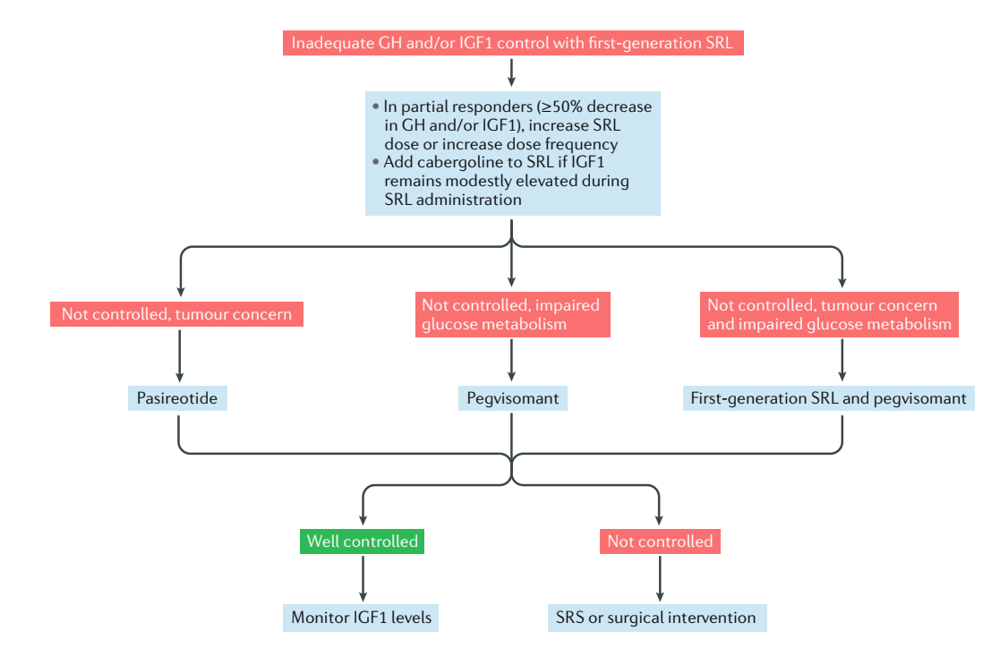 Inadequate GH and/or IGF1 control with first-generation SRL
• In partial responders (≥50% decrease
in GH and/or IGF1), increase SRL
dose or increase dose frequency
• Add cabergoline to SRL if IGF1
remains modestly elevated during
SRL administration
Not controlled, tumour concern
Not controlled, impaired
glucose metabolism
Not controlled, tumour concern
and impaired glucose metabolism
Pasireotide
Pegvisomant
First-generation SRL and pegvisomant
Well controlled
Not controlled
Monitor IGF1 levels
SRS or surgical intervention